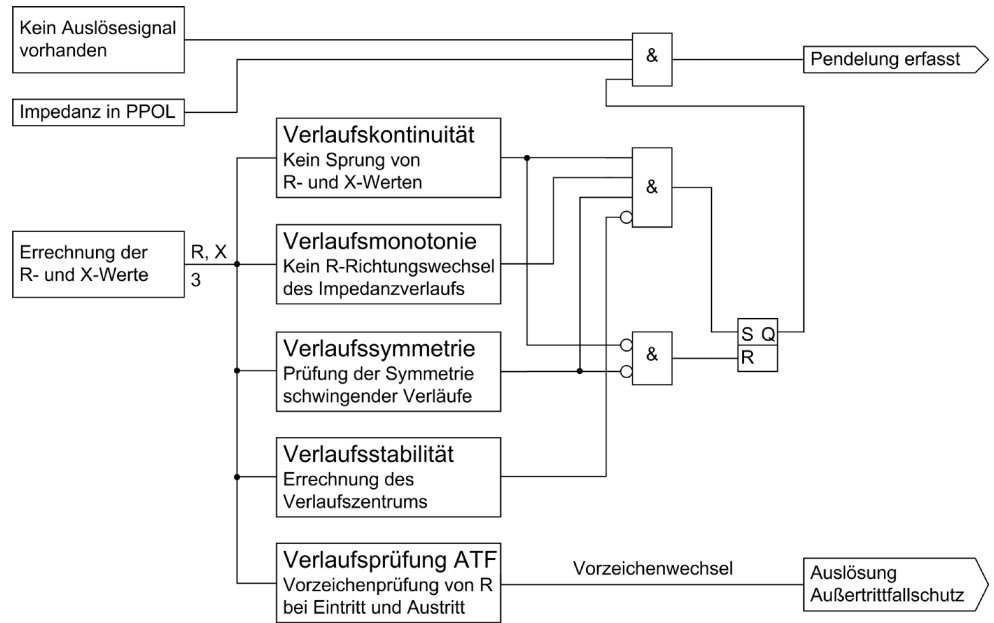 Kein Auslösesignal
vorhanden
&
Pendelung erfasst
Impedanz in PPOL
Verlaufskontinuität
Kein Sprung von
R- und X-Werten
&
Errechnung der
R- und X-Werte
R, X
3
Verlaufsmonotonie
Kein R-Richtungswechsel
des Impedanzverlaufs
Verlaufssymmetrie
Prüfung der Symmetrie
schwingender Verläufe
&
S Q
R
Verlaufsstabilität
Errechnung des
Verlaufszentrums
Verlaufsprüfung ATF
Vorzeichenprüfung von R
bei Eintritt und Austritt
Vorzeichenwechsel
Auslösung
Außertrittfallschutz